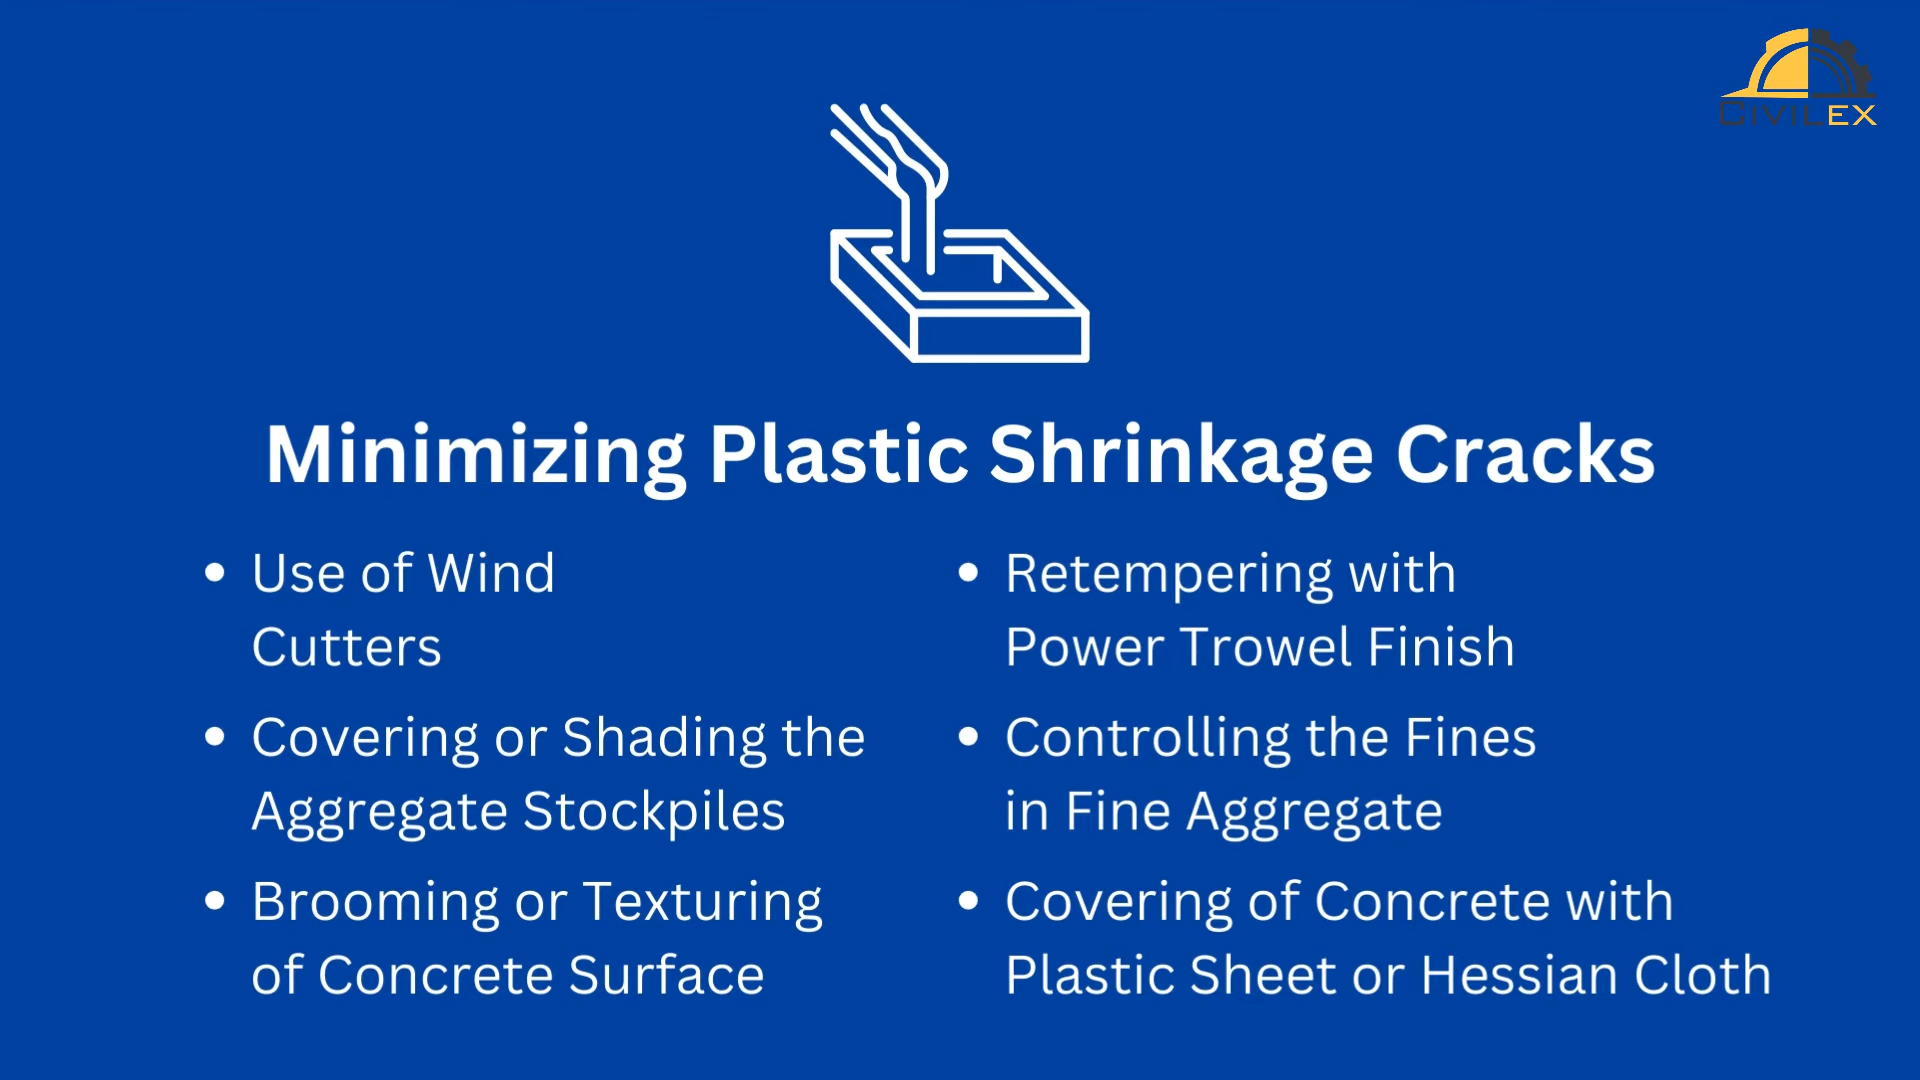 CIVILEX
Minimizing Plastic Shrinkage Cracks
• Use of Wind
Cutters
• Covering or Shading the
Aggregate Stockpiles
• Brooming or Texturing
of Concrete Surface
• Retempering with
Power Trowel Finish
• Controlling the Fines
in Fine Aggregate
• Covering of Concrete with
Plastic Sheet or Hessian Cloth